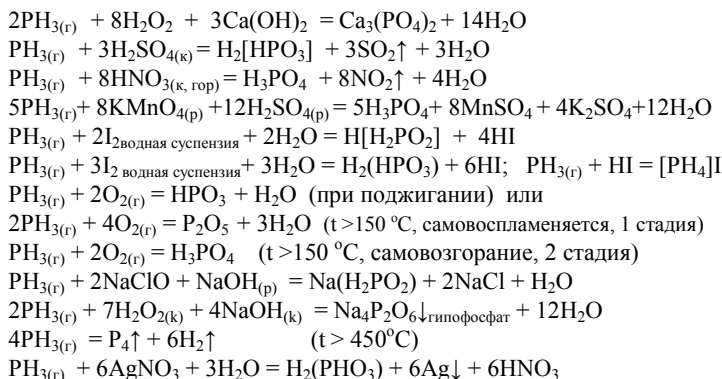 2PH₃₍г₎ + 8H₂O₂ + 3Ca(OH)₂ = Ca₃(PO₄)₂ + 14H₂O
PH₃₍г₎ + 3H₂SO₄₍к₎ = H₂[HPO₃] + 3SO₂↑ + 3H₂O
PH₃₍г₎ + 8HNO₃₍к, гор₎ = H₃PO₄ + 8NO₂↑ + 4H₂O
5PH₃₍г₎+ 8KMnO₄₍р₎ +12H₂SO₄₍р₎ = 5H₃PO₄+ 8MnSO₄ + 4K₂SO₄+12H₂O
PH₃₍г₎ + 2I₂водная суспензия + 2H₂O = H[H₂PO₂] + 4HI
PH₃₍г₎ + 3I₂ водная суспензия+ 3H₂O = H₂(HPO₃) + 6HI; PH₃₍г₎ + HI = [PH₄]I
PH₃₍г₎ + 2O₂₍г₎ = HPO₃ + H₂O (при поджигании) или
2PH₃₍г₎ + 4O₂₍г₎ = P₂O₅ + 3H₂O (t >150 °C, самовоспламеняется, 1 стадия)
PH₃₍г₎ + 2O₂₍г₎ = H₃PO₄ (t >150 °C, самовозгорание, 2 стадия)
PH₃₍г₎ + 2NaClO + NaOH₍р₎ = Na(H₂PO₂) + 2NaCl + H₂O
2PH₃₍г₎ + 7H₂O₂₍k₎ + 4NaOH₍k₎ = Na₄P₂O₆↓гипофосфат + 12H₂O
4PH₃₍г₎ = P₄↑ + 6H₂↑ (t > 450°C)
PH₃₍г₎ + 6AgNO₃ + 3H₂O = H₂(PHO₃) + 6Ag↓ + 6HNO₃